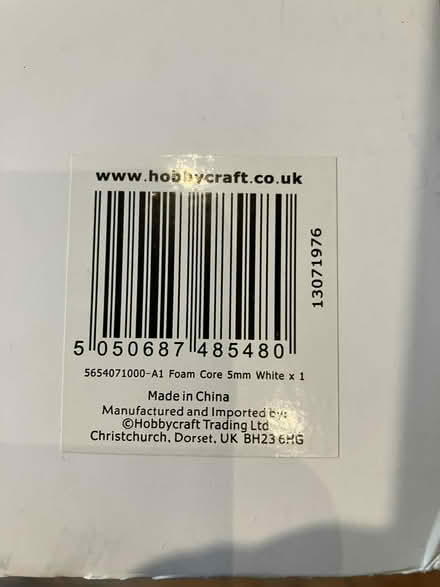 www.hobbycraft.co.uk
13071976
5 050687 485480
5654071000-A1 Foam Core 5mm White x 1
Made in China
Manufactured and Imported by:
©Hobbycraft Trading Ltd
Christchurch, Dorset, UK BH23 6HG